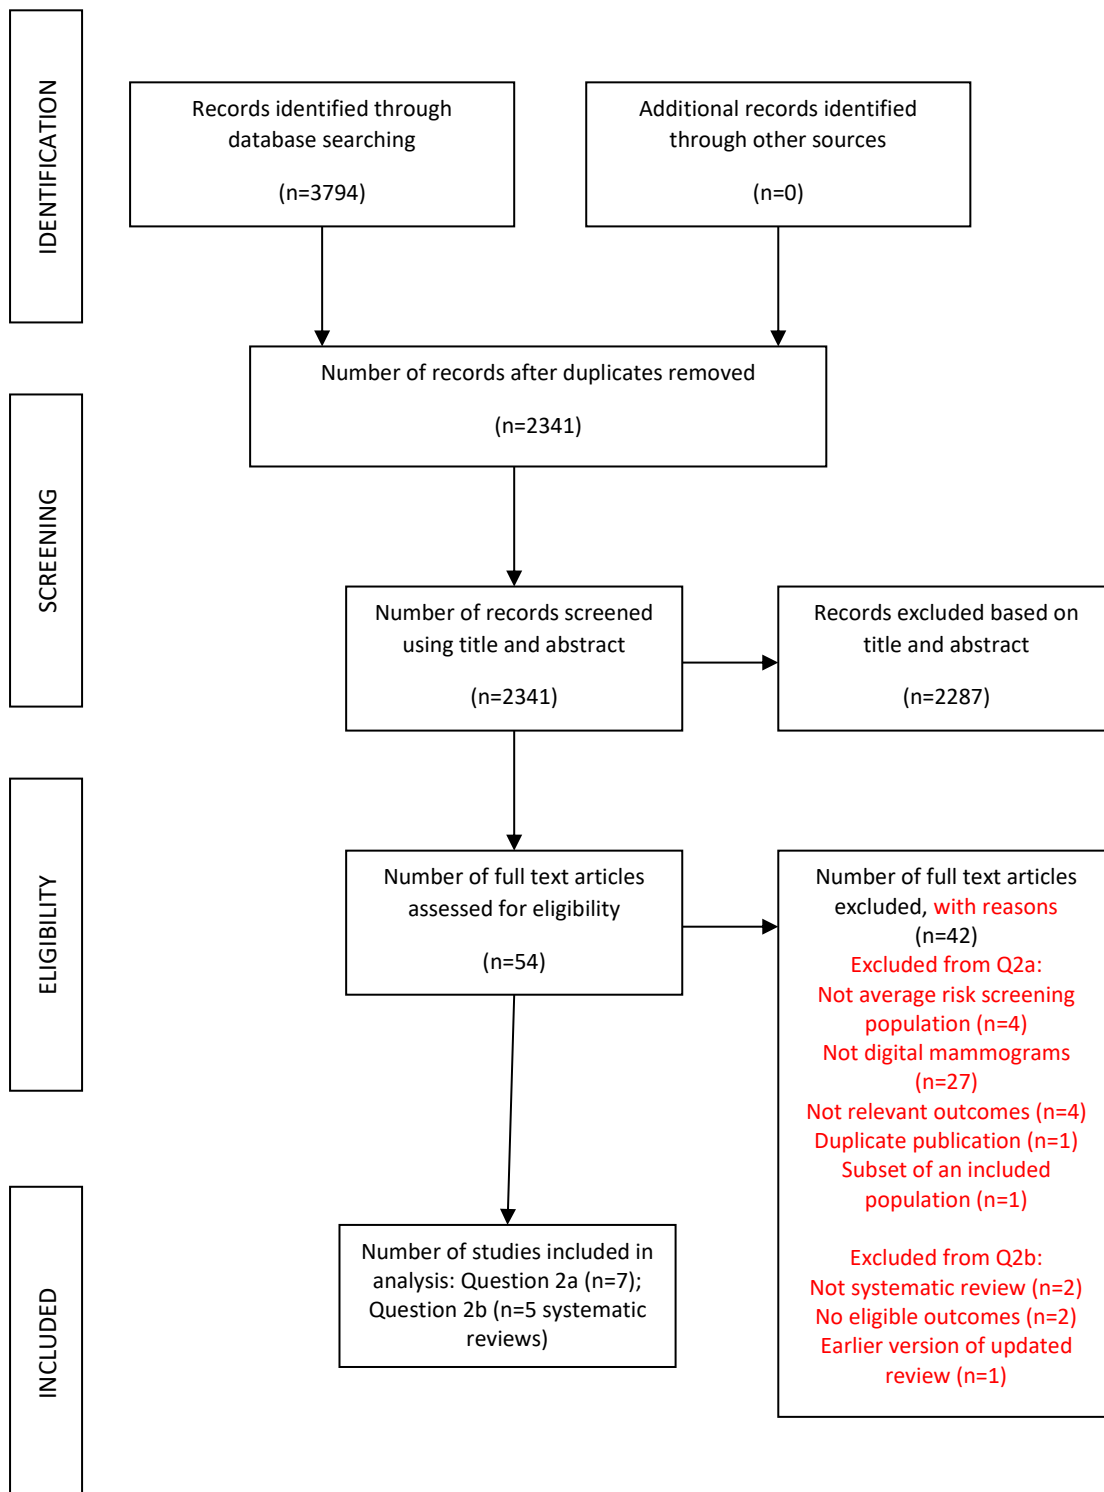 IDENTIFICATION
Records identified through
database searching
(n=3794)
Additional records identified
through other sources
(n=0)
Number of records after duplicates removed
(n=2341)
SCREENING
Number of records screened
using title and abstract
(n=2341)
Records excluded based on
title and abstract
(n=2287)
ELIGIBILITY
Number of full text articles
assessed for eligibility
(n=54)
Number of full text articles
excluded, with reasons
(n=42)
Excluded from Q2a:
Not average risk screening
population (n=4)
Not digital mammograms
(n=27)
Not relevant outcomes (n=4)
Duplicate publication (n=1)
Subset of an included
population (n=1)
Excluded from Q2b:
Not systematic review (n=2)
No eligible outcomes (n=2)
Earlier version of updated
review (n=1)
INCLUDED
Number of studies included in
analysis: Question 2a (n=7);
Question 2b (n=5 systematic
reviews)